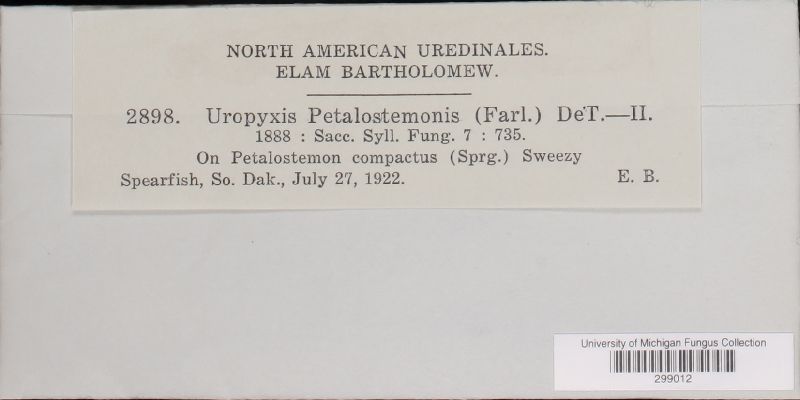 NORTH AMERICAN UREDINALES.
ELAM BARTHOLOMEW.
2898. Uropyxis Petalostemonis (Farl.) DeT.—II.
1888 : Sacc. Syll. Fung. 7 : 735.
On Petalostemon compactus (Sprg.) Sweezy
Spearfish, So. Dak., July 27, 1922. E. B.
University of Michigan Fungus Collection
299012